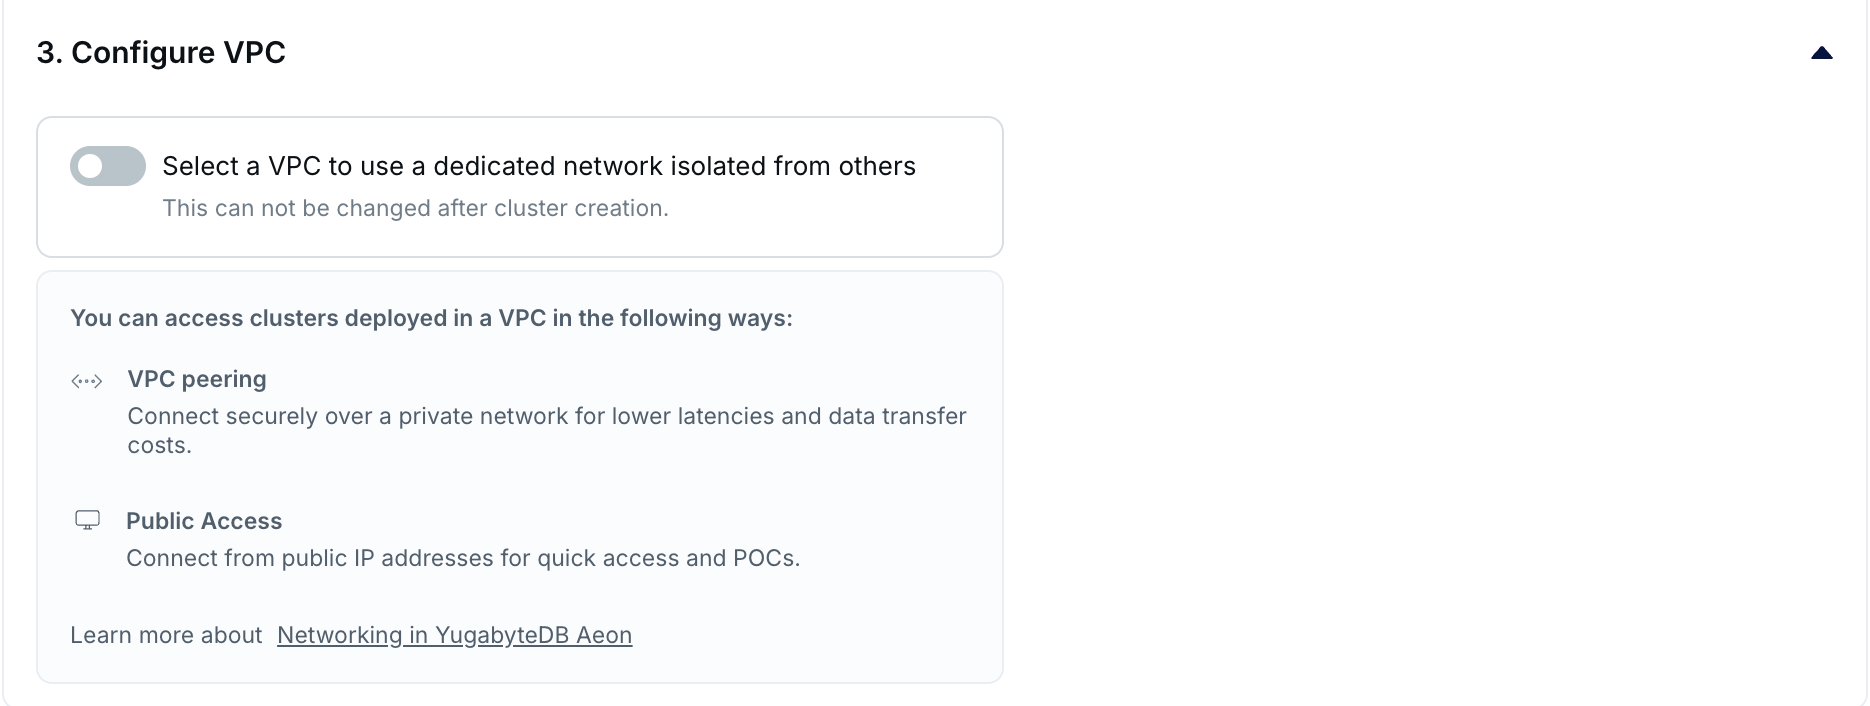 3. Configure VPC
Select a VPC to use a dedicated network isolated from others
This can not be changed after cluster creation.
You can access clusters deployed in a VPC in the following ways:
VPC peering
Connect securely over a private network for lower latencies and data transfer
costs.
Public Access
Connect from public IP addresses for quick access and POCs.
Learn more about Networking in YugabyteDB Aeon